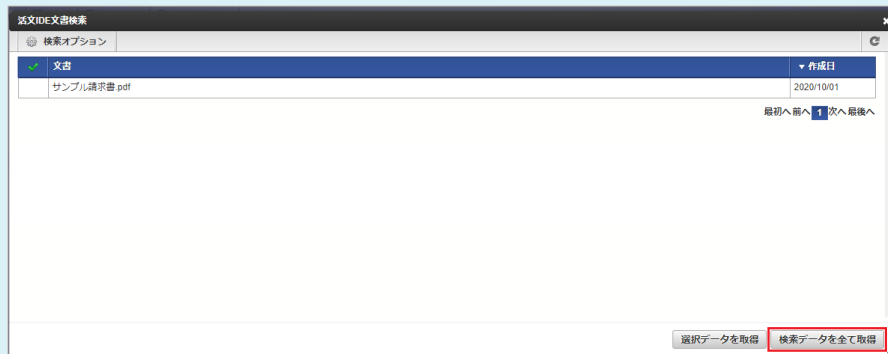 活文IDE文書検索
検索オプション
文書 ▼作成日
サンプル請求書.pdf 2020/10/01
最初へ 前へ 1 次へ 最後へ
選択データを取得 検索データを全て取得